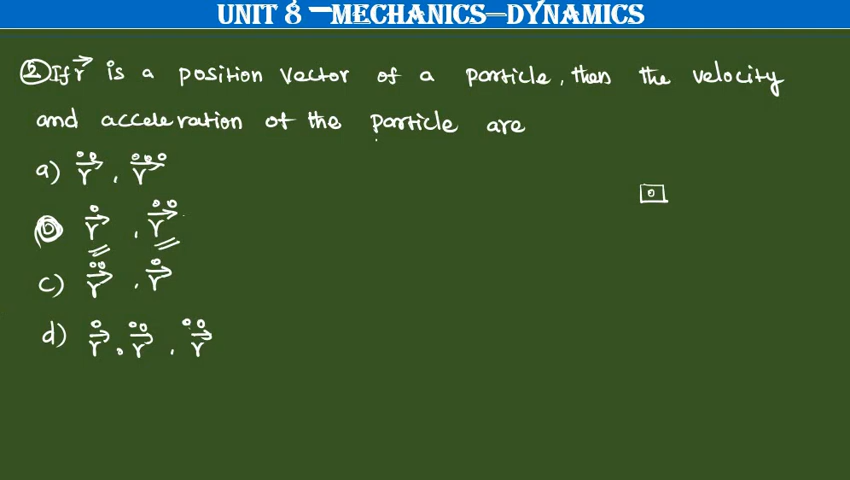 UNIT 8 – MECHANICS–DYNAMICS
② If r⃗ is a position vector of a particle, then the velocity
and acceleration of the particle are
a) r⃗̈ , r⃗⃛
b) r⃗̇ , r⃗̈
c) r⃗̈ , r⃗̇
d) r⃗̇ . r⃗̈ , r⃗̈